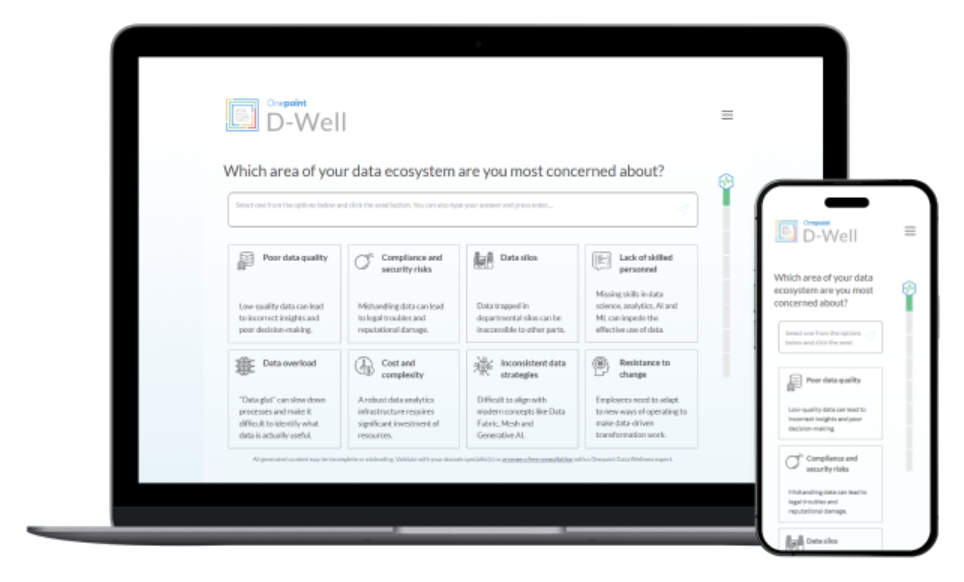 Onepoint
D-Well
Which area of your data ecosystem are you most concerned about?
Select one from the options below and click the send button. You can also type your answer and press enter...
Poor data quality
Low-quality data can lead
to incorrect insights and
poor decision-making.
Compliance and
security risks
Mishandling data can lead
to legal troubles and
reputational damage.
Data silos
Data trapped in
departmental silos can be
inaccessible to other parts.
Lack of skilled
personnel
Missing skills in data
science, analytics, AI and
ML can impede the
effective use of data.
Data overload
"Data glut" can slow down
processes and make it
difficult to identify what
data is actually useful.
Cost and
complexity
A robust data analytics
infrastructure requires
significant investment of
resources.
Inconsistent data
strategies
Difficult to align with
modern concepts like Data
Fabric, Mesh and
Generative AI.
Resistance to
change
Employees need to adapt
to new ways of operating to
make data-driven
transformation work.
AI generated content may be incomplete or misleading. Validate with your domain specialist(s) or arrange a free consultation with a Onepoint Data Wellness expert.
Onepoint
D-Well
Which area of your data
ecosystem are you most
concerned about?
Select one from the options
below and click the send
Poor data quality
Low-quality data can lead to
incorrect insights and poor
decision-making.
Compliance and
security risks
Mishandling data can lead to
legal troubles and
reputational damage.
Data silos